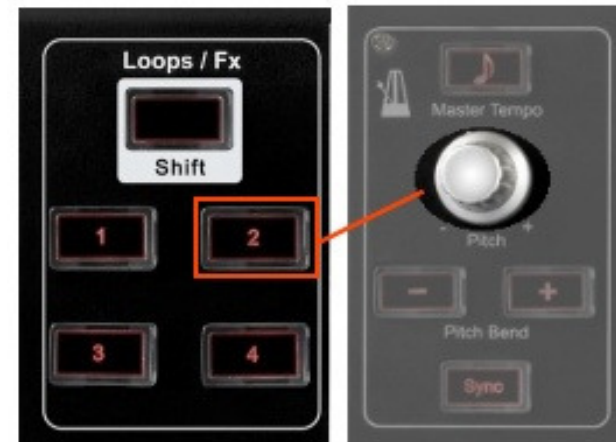 Loops / Fx
Shift
1 2
3 4
Master Tempo
- Pitch +
- +
Pitch Bend
Sync